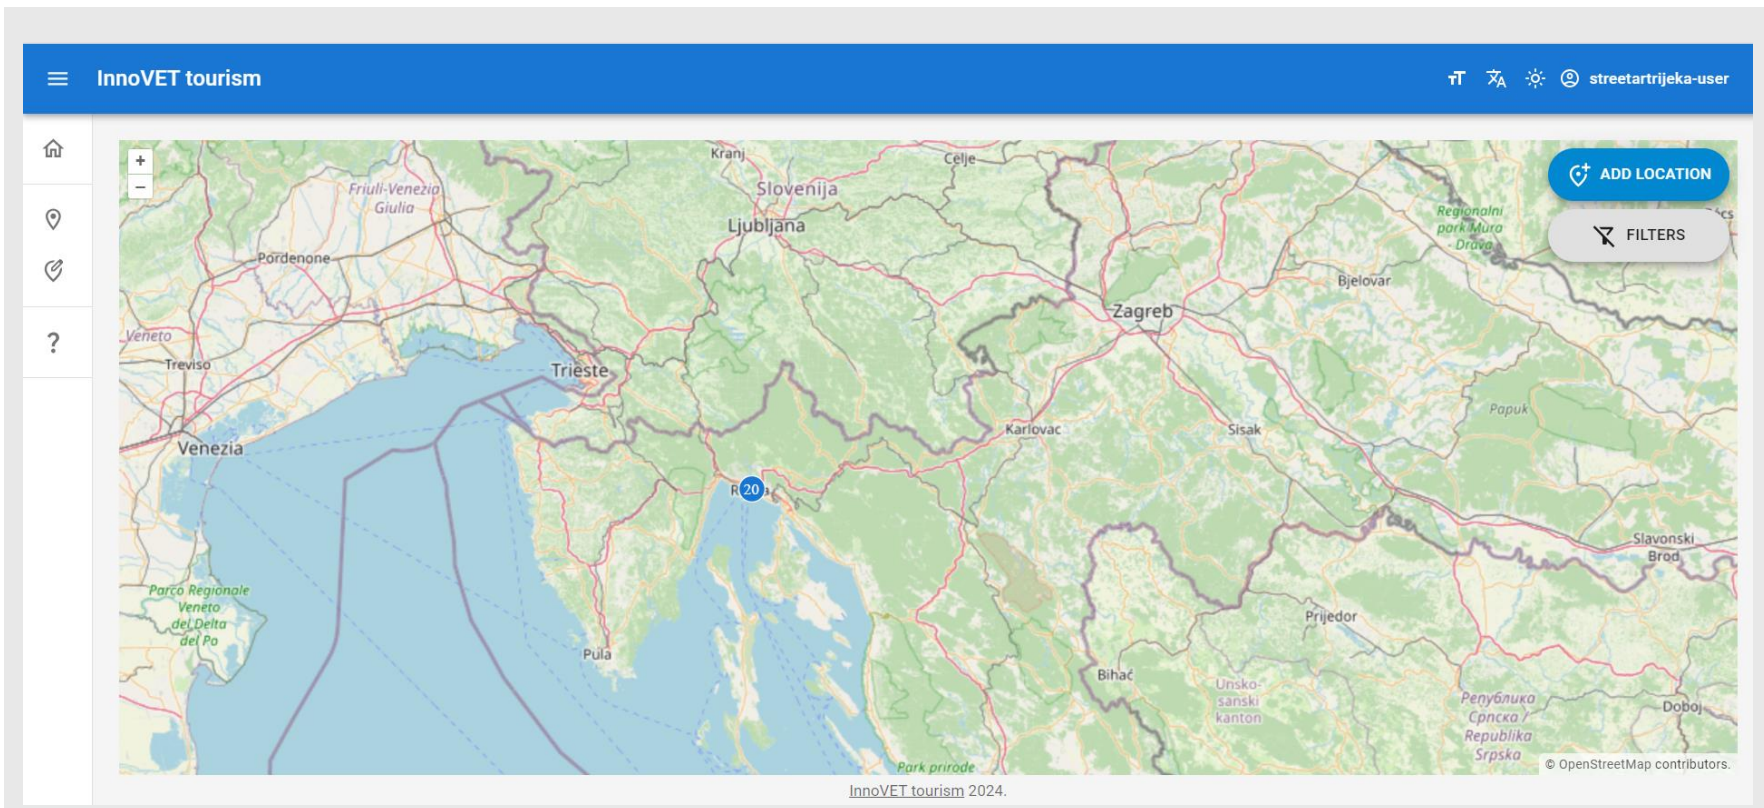 InnoVET tourism
streetartrijeka-user
+
−
ADD LOCATION
FILTERS
Kranj
Celje
Friuli-Venezia
Giulia
Slovenija
Ljubljana
Regionalni
park Mura
Drava
Pordenone
Bjelovar
Zagreb
Veneto
Treviso
Trieste
Papuk
Venezia
Karlovac
Sisak
20
Slavonski
Brod
Parco Regionale
Veneto
del Delta
del Po
Prijedor
Pula
Bihać
Unsko-
sanski
kanton
Република
Српска /
Republika
Srpska
Doboj
Park prirode
© OpenStreetMap contributors.
InnoVET tourism 2024.
?